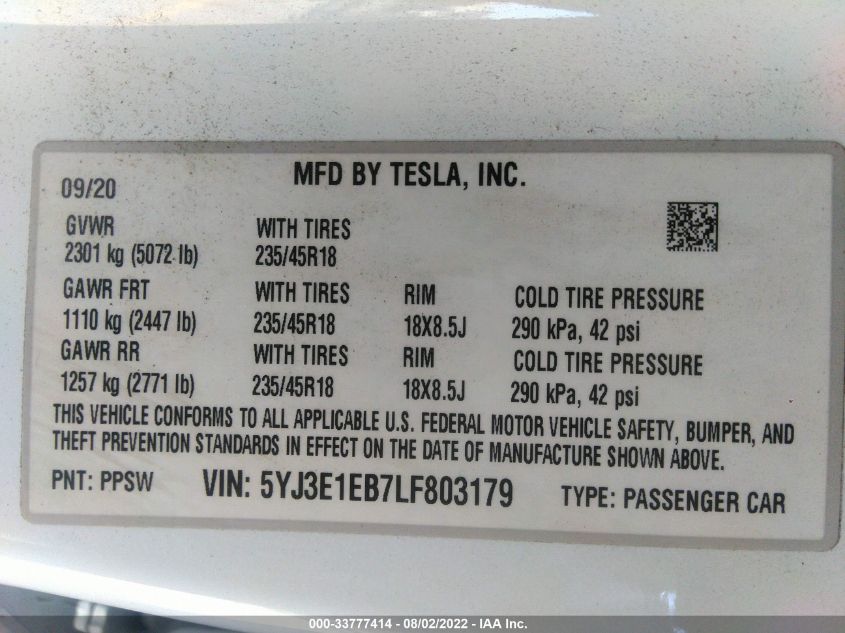 MFD BY TESLA, INC.
09/20
GVWR WITH TIRES
2301 kg (5072 lb) 235/45R18
GAWR FRT WITH TIRES RIM COLD TIRE PRESSURE
1110 kg (2447 lb) 235/45R18 18X8.5J 290 kPa, 42 psi
GAWR RR WITH TIRES RIM COLD TIRE PRESSURE
1257 kg (2771 lb) 235/45R18 18X8.5J 290 kPa, 42 psi
THIS VEHICLE CONFORMS TO ALL APPLICABLE U.S. FEDERAL MOTOR VEHICLE SAFETY, BUMPER, AND
THEFT PREVENTION STANDARDS IN EFFECT ON THE DATE OF MANUFACTURE SHOWN ABOVE.
PNT: PPSW VIN: 5YJ3E1EB7LF803179 TYPE: PASSENGER CAR
000-33777414 - 08/02/2022 - IAA Inc.